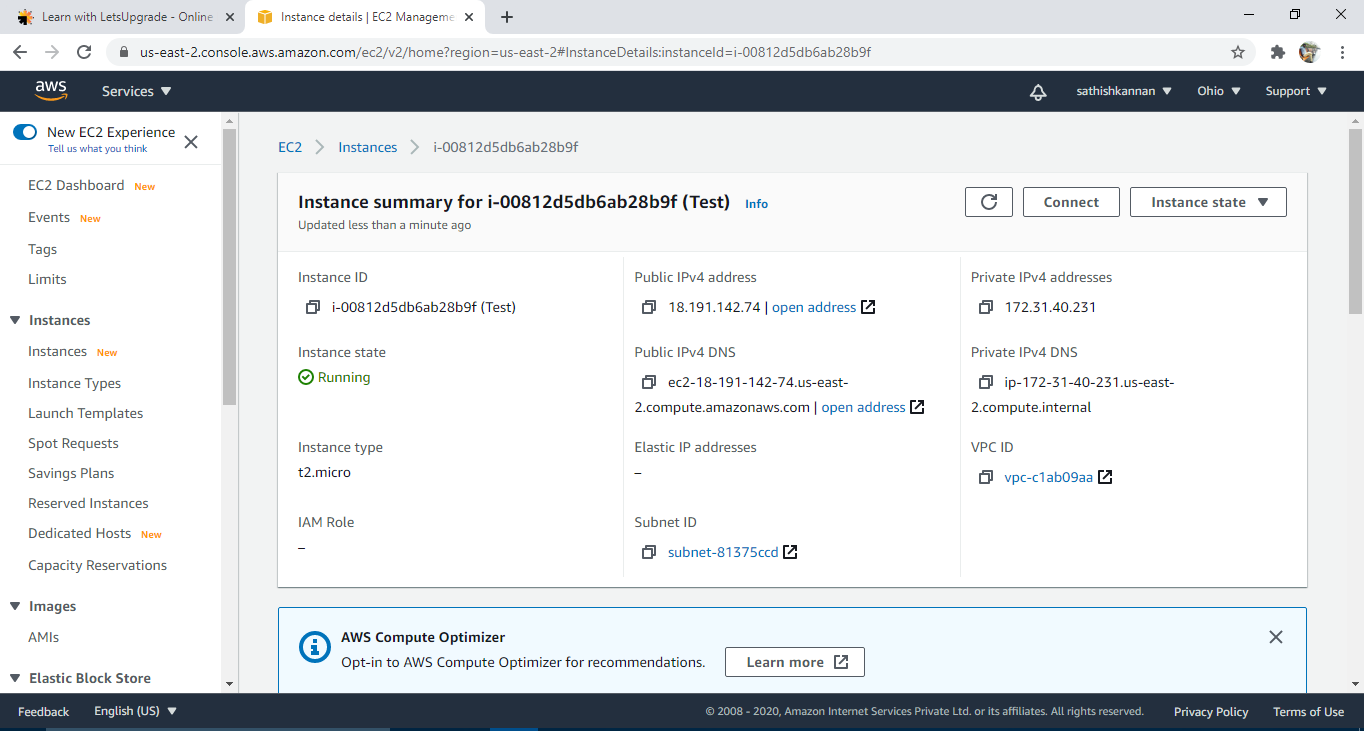 Learn with LetsUpgrade - Online
Instance details | EC2 Manageme
us-east-2.console.aws.amazon.com/ec2/v2/home?region=us-east-2#InstanceDetails:instanceId=i-00812d5db6ab28b9f
aws
Services
sathishkannan
Ohio
Support
New EC2 Experience
Tell us what you think
EC2 Dashboard New
Events New
Tags
Limits
Instances
Instances New
Instance Types
Launch Templates
Spot Requests
Savings Plans
Reserved Instances
Dedicated Hosts New
Capacity Reservations
Images
AMIs
Elastic Block Store
EC2
Instances
i-00812d5db6ab28b9f
Instance summary for i-00812d5db6ab28b9f (Test) Info
Updated less than a minute ago
Connect
Instance state
Instance ID
i-00812d5db6ab28b9f (Test)
Instance state
Running
Instance type
t2.micro
IAM Role
–
Public IPv4 address
18.191.142.74 | open address
Public IPv4 DNS
ec2-18-191-142-74.us-east-
2.compute.amazonaws.com | open address
Elastic IP addresses
–
Subnet ID
subnet-81375ccd
Private IPv4 addresses
172.31.40.231
Private IPv4 DNS
ip-172-31-40-231.us-east-
2.compute.internal
VPC ID
vpc-c1ab09aa
AWS Compute Optimizer
Opt-in to AWS Compute Optimizer for recommendations.
Learn more
Feedback
English (US)
© 2008 - 2020, Amazon Internet Services Private Ltd. or its affiliates. All rights reserved.
Privacy Policy
Terms of Use